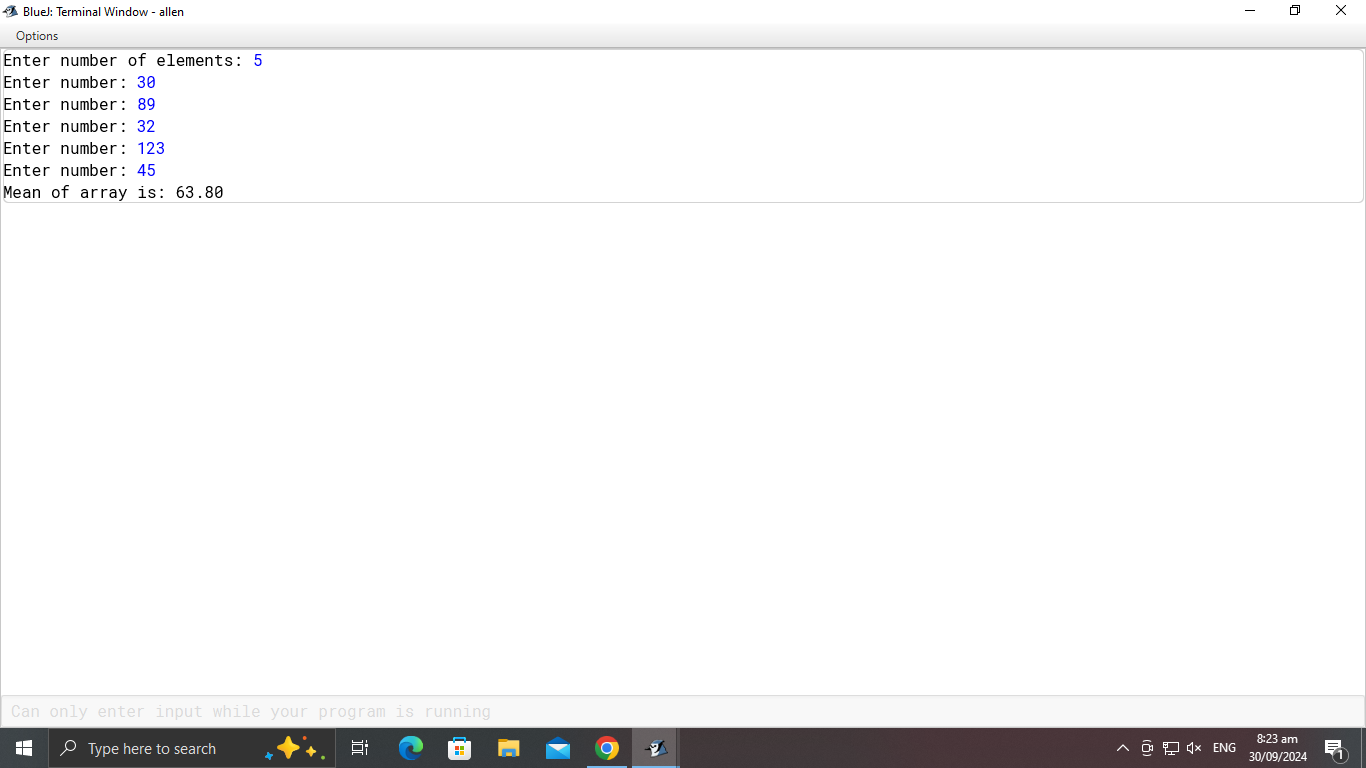 BlueJ: Terminal Window - allen
Options
Enter number of elements: 5
Enter number: 30
Enter number: 89
Enter number: 32
Enter number: 123
Enter number: 45
Mean of array is: 63.80
Can only enter input while your program is running
Type here to search
ENG
8:23 am
30/09/2024
1